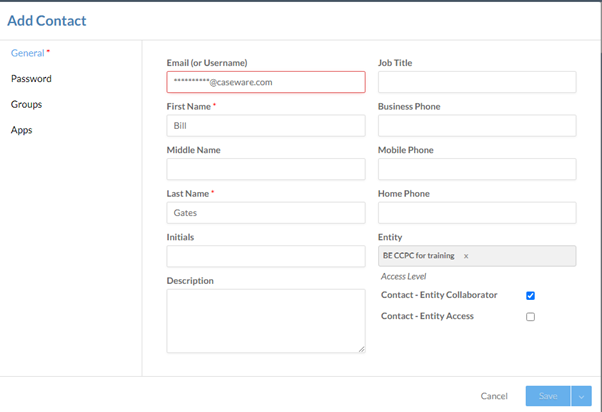 Add Contact
General *
Password
Groups
Apps
Email (or Username)
**********@caseware.com
First Name *
Bill
Middle Name
Last Name *
Gates
Initials
Description
Job Title
Business Phone
Mobile Phone
Home Phone
Entity
BE CCPC for training x
Access Level
Contact - Entity Collaborator
Contact - Entity Access
Cancel
Save